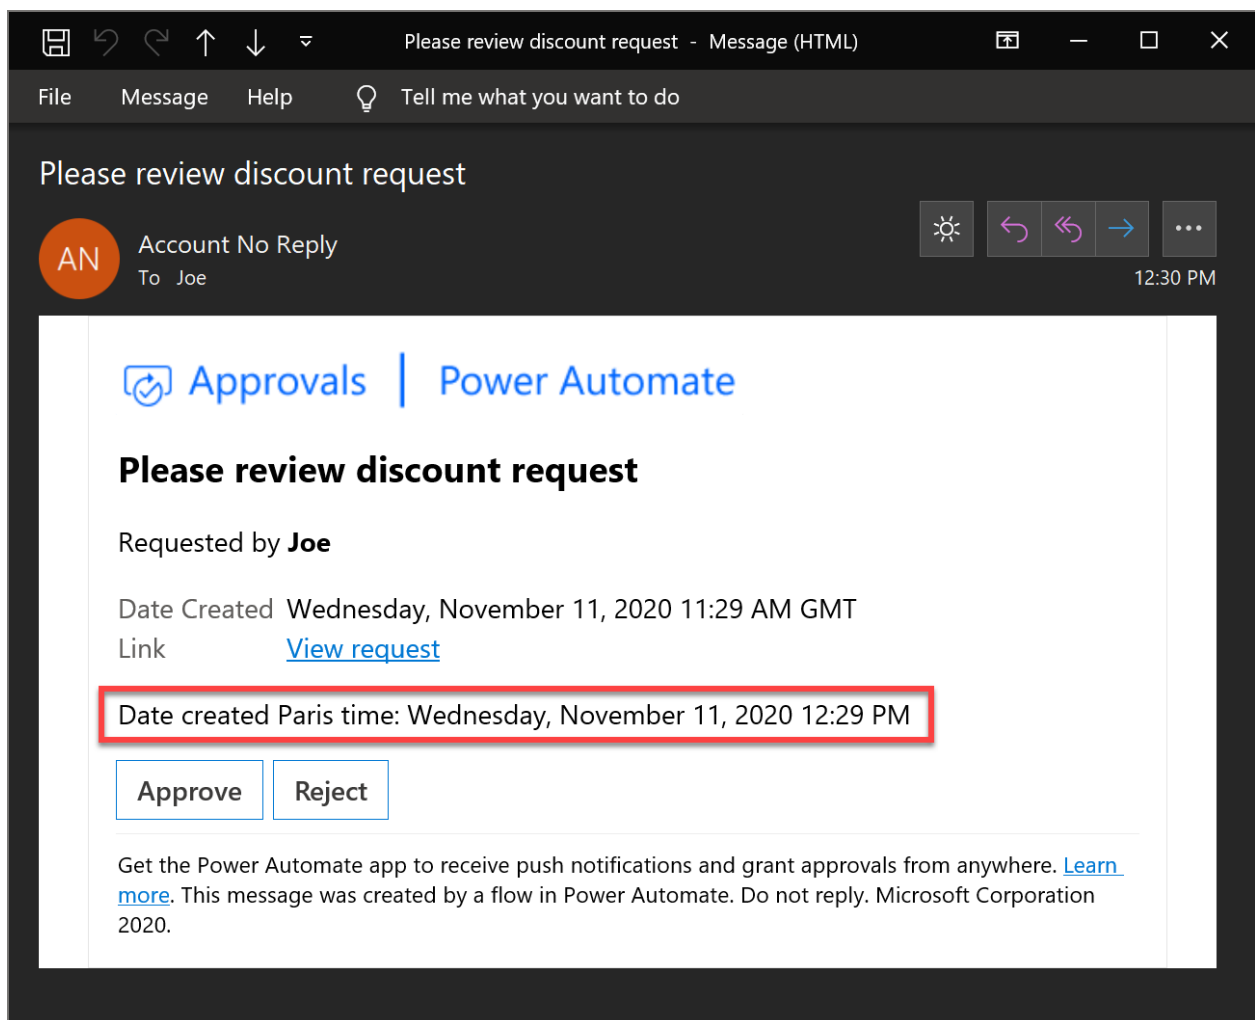 Please review discount request - Message (HTML)
File Message Help Tell me what you want to do
Please review discount request
AN
Account No Reply
To Joe
12:30 PM
Approvals | Power Automate
Please review discount request
Requested by Joe
Date Created Wednesday, November 11, 2020 11:29 AM GMT
Link View request
Date created Paris time: Wednesday, November 11, 2020 12:29 PM
Approve Reject
Get the Power Automate app to receive push notifications and grant approvals from anywhere. Learn
more. This message was created by a flow in Power Automate. Do not reply. Microsoft Corporation
2020.